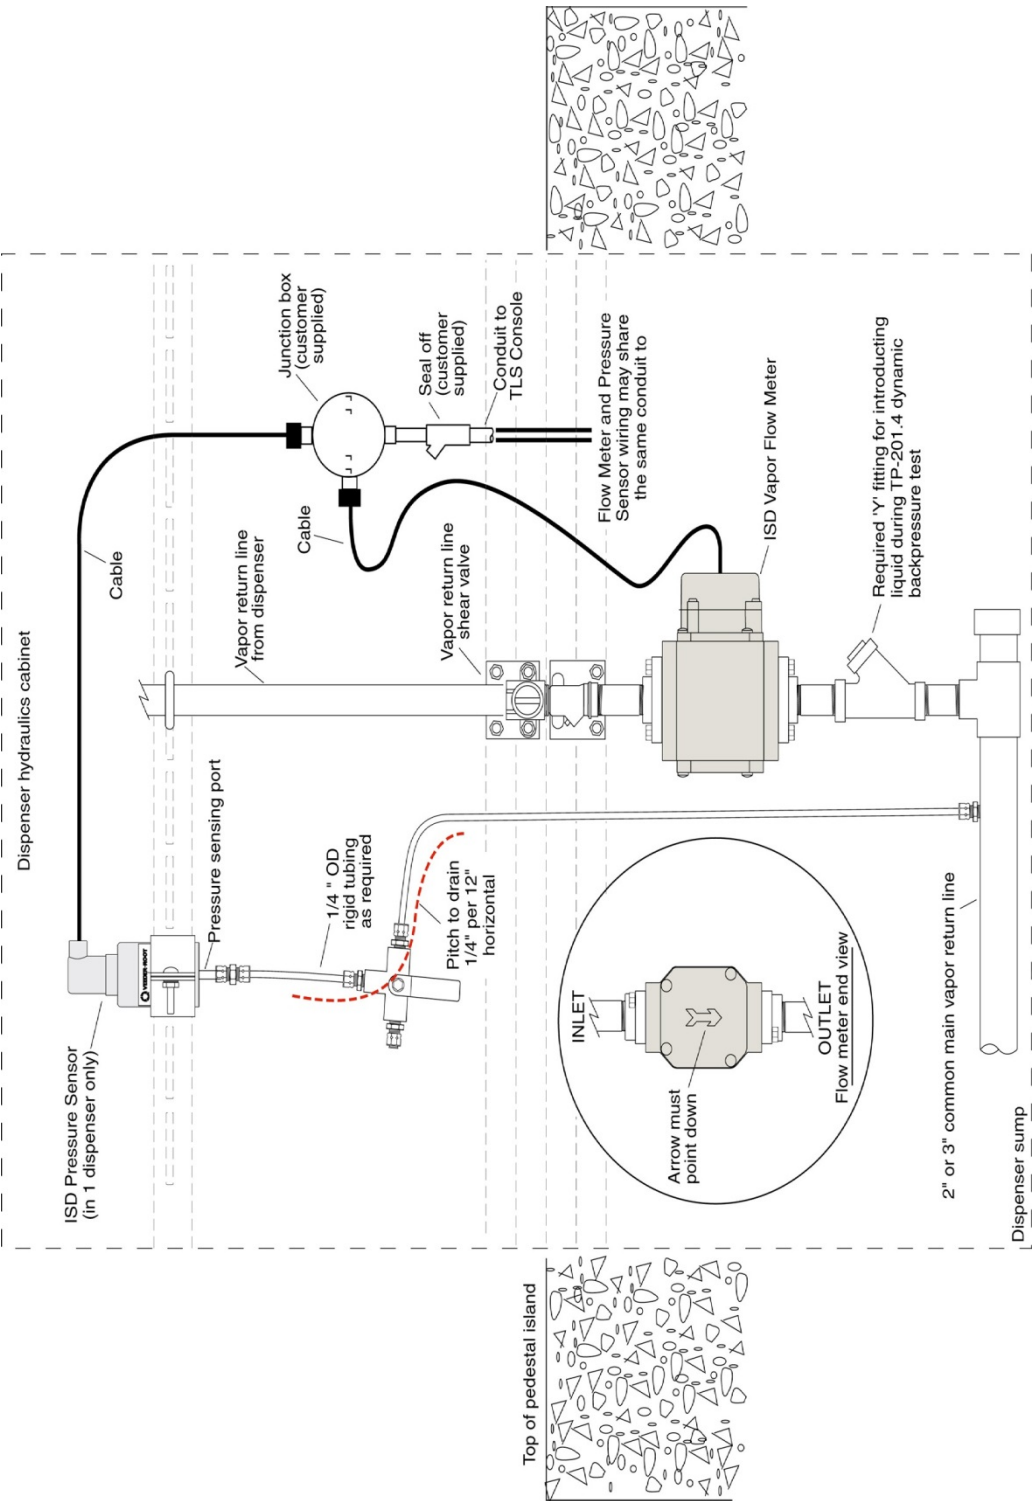 Dispenser hydraulics cabinet
ISD Pressure Sensor
(in 1 dispenser only)
VEEDER-ROOT
Cable
Pressure sensing port
Vapor return line
from dispenser
Junction box
(customer
supplied)
Cable
1/4 " OD
rigid tubing
as required
Seal off
(customer
supplied)
Pitch to drain
1/4" per 12"
horizontal
Vapor return line
shear valve
Conduit to
TLS Console
Top of pedestal island
Flow Meter and Pressure
Sensor wiring may share
the same conduit to
INLET
Arrow must
point down
OUTLET
Flow meter end view
ISD Vapor Flow Meter
Required 'Y' fitting for introducing
liquid during TP-201.4 dynamic
backpressure test
2" or 3" common main vapor return line
Dispenser sump